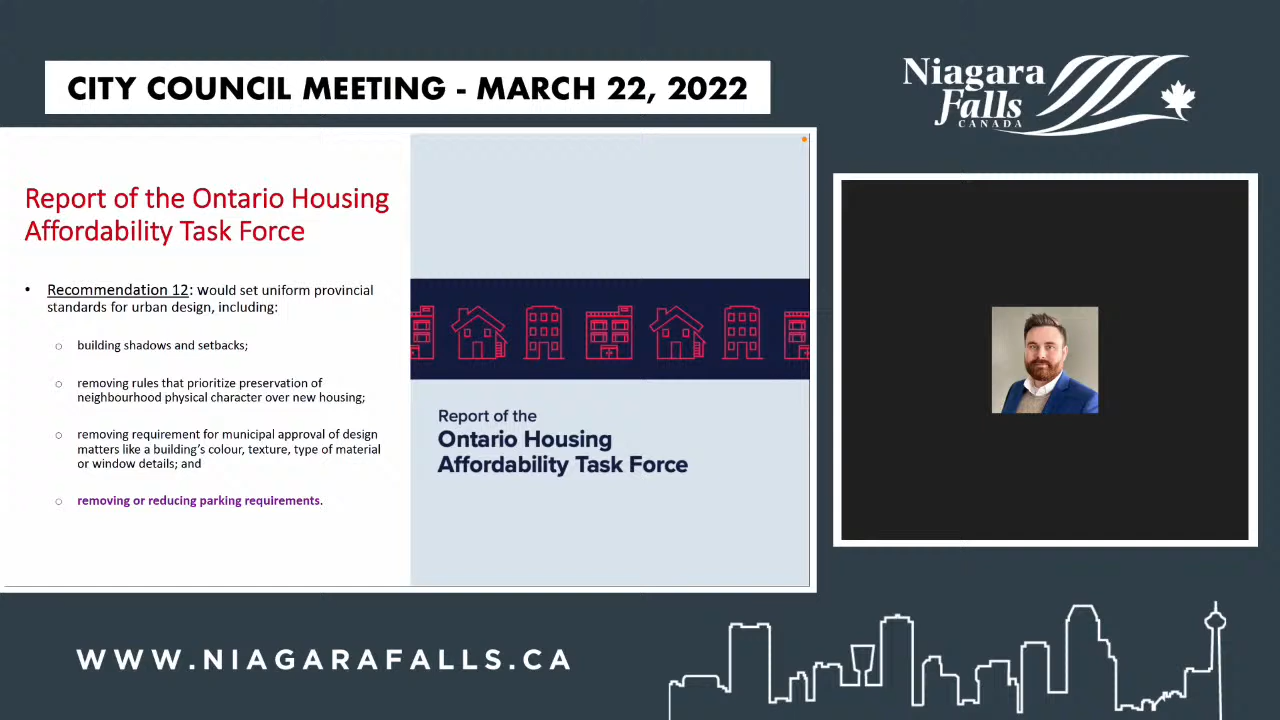 CITY COUNCIL MEETING - MARCH 22, 2022
Niagara
Falls
CANADA
Report of the Ontario Housing
Affordability Task Force
• Recommendation 12: would set uniform provincial
standards for urban design, including:
○ building shadows and setbacks;
○ removing rules that prioritize preservation of
neighbourhood physical character over new housing;
○ removing requirement for municipal approval of design
matters like a building's colour, texture, type of material
or window details; and
○ removing or reducing parking requirements.
Report of the
Ontario Housing
Affordability Task Force
WWW.NIAGARAFALLS.CA